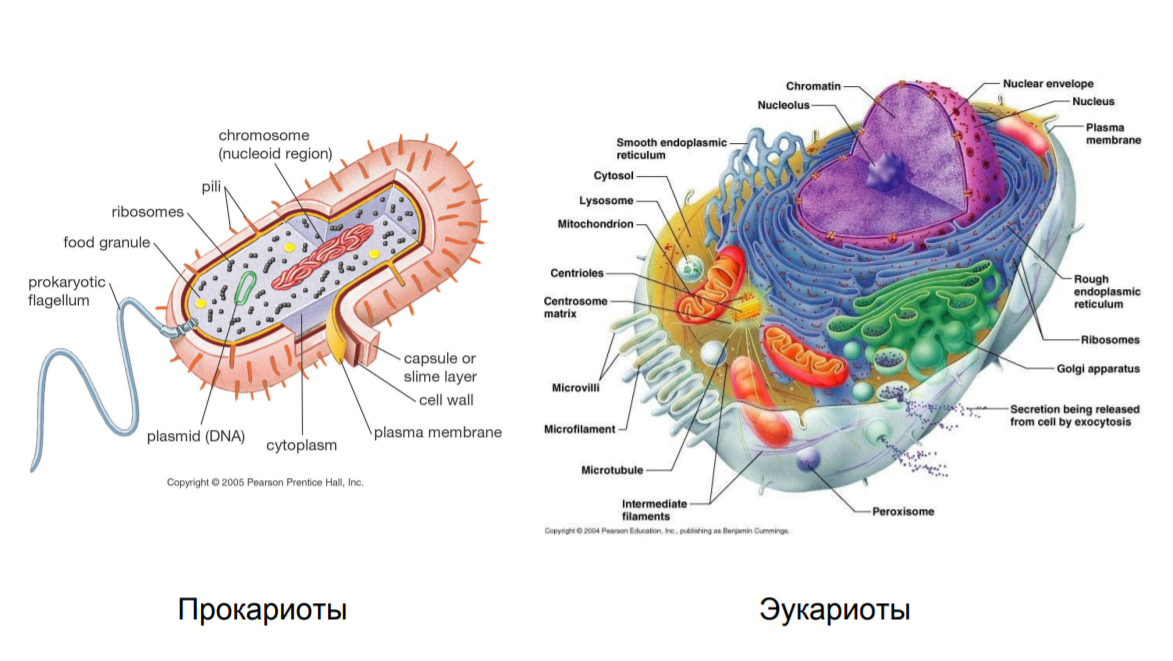 chromosome
(nucleoid region)
pili
ribosomes
food granule
prokaryotic
flagellum
plasmid (DNA)
cytoplasm
plasma membrane
cell wall
capsule or
slime layer
Copyright © 2005 Pearson Prentice Hall, Inc.
Прокариоты
Chromatin
Nucleolus
Smooth endoplasmic
reticulum
Cytosol
Lysosome
Mitochondrion
Centrioles
Centrosome
matrix
Microvilli
Microfilament
Microtubule
Intermediate
filaments
Nuclear envelope
Nucleus
Plasma
membrane
Rough
endoplasmic
reticulum
Ribosomes
Golgi apparatus
Secretion being released
from cell by exocytosis
Peroxisome
Copyright © 2004 Pearson Education, Inc., publishing as Benjamin Cummings.
Эукариоты